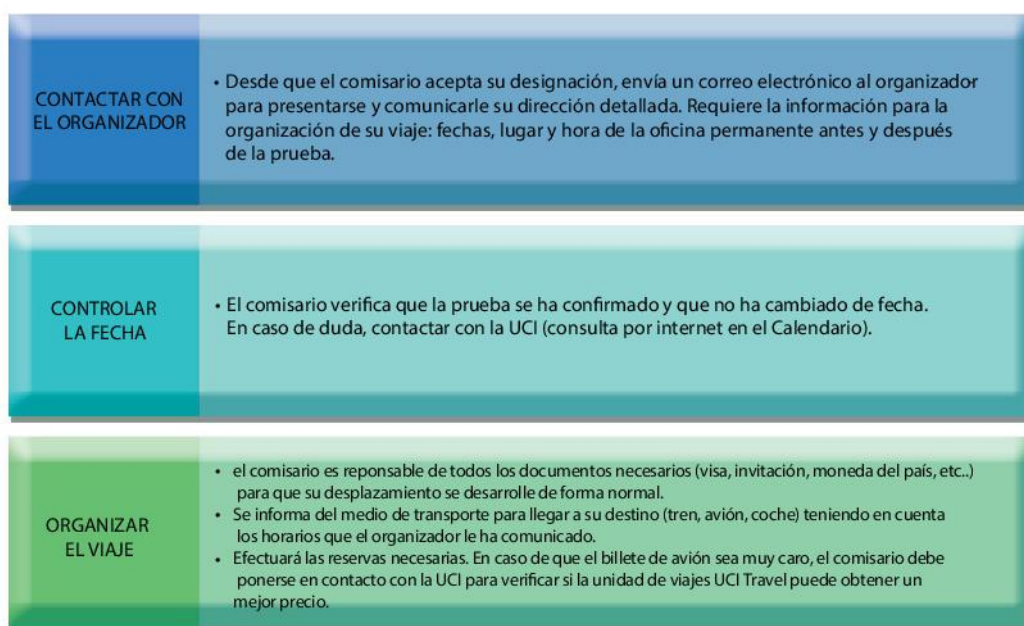 CONTACTAR CON
EL ORGANIZADOR
• Desde que el comisario acepta su designación, envía un correo electrónico al organizador
para presentarse y comunicarle su dirección detallada. Requiere la información para la
organización de su viaje: fechas, lugar y hora de la oficina permanente antes y después
de la prueba.
CONTROLAR
LA FECHA
• El comisario verifica que la prueba se ha confirmado y que no ha cambiado de fecha.
En caso de duda, contactar con la UCI (consulta por internet en el Calendario).
ORGANIZAR
EL VIAJE
• el comisario es reponsable de todos los documentos necesarios (visa, invitación, moneda del país, etc..)
para que su desplazamiento se desarrolle de forma normal.
• Se informa del medio de transporte para llegar a su destino (tren, avión, coche) teniendo en cuenta
los horarios que el organizador le ha comunicado.
• Efectuará las reservas necesarias. En caso de que el billete de avión sea muy caro, el comisario debe
ponerse en contacto con la UCI para verificar si la unidad de viajes UCI Travel puede obtener un
mejor precio.